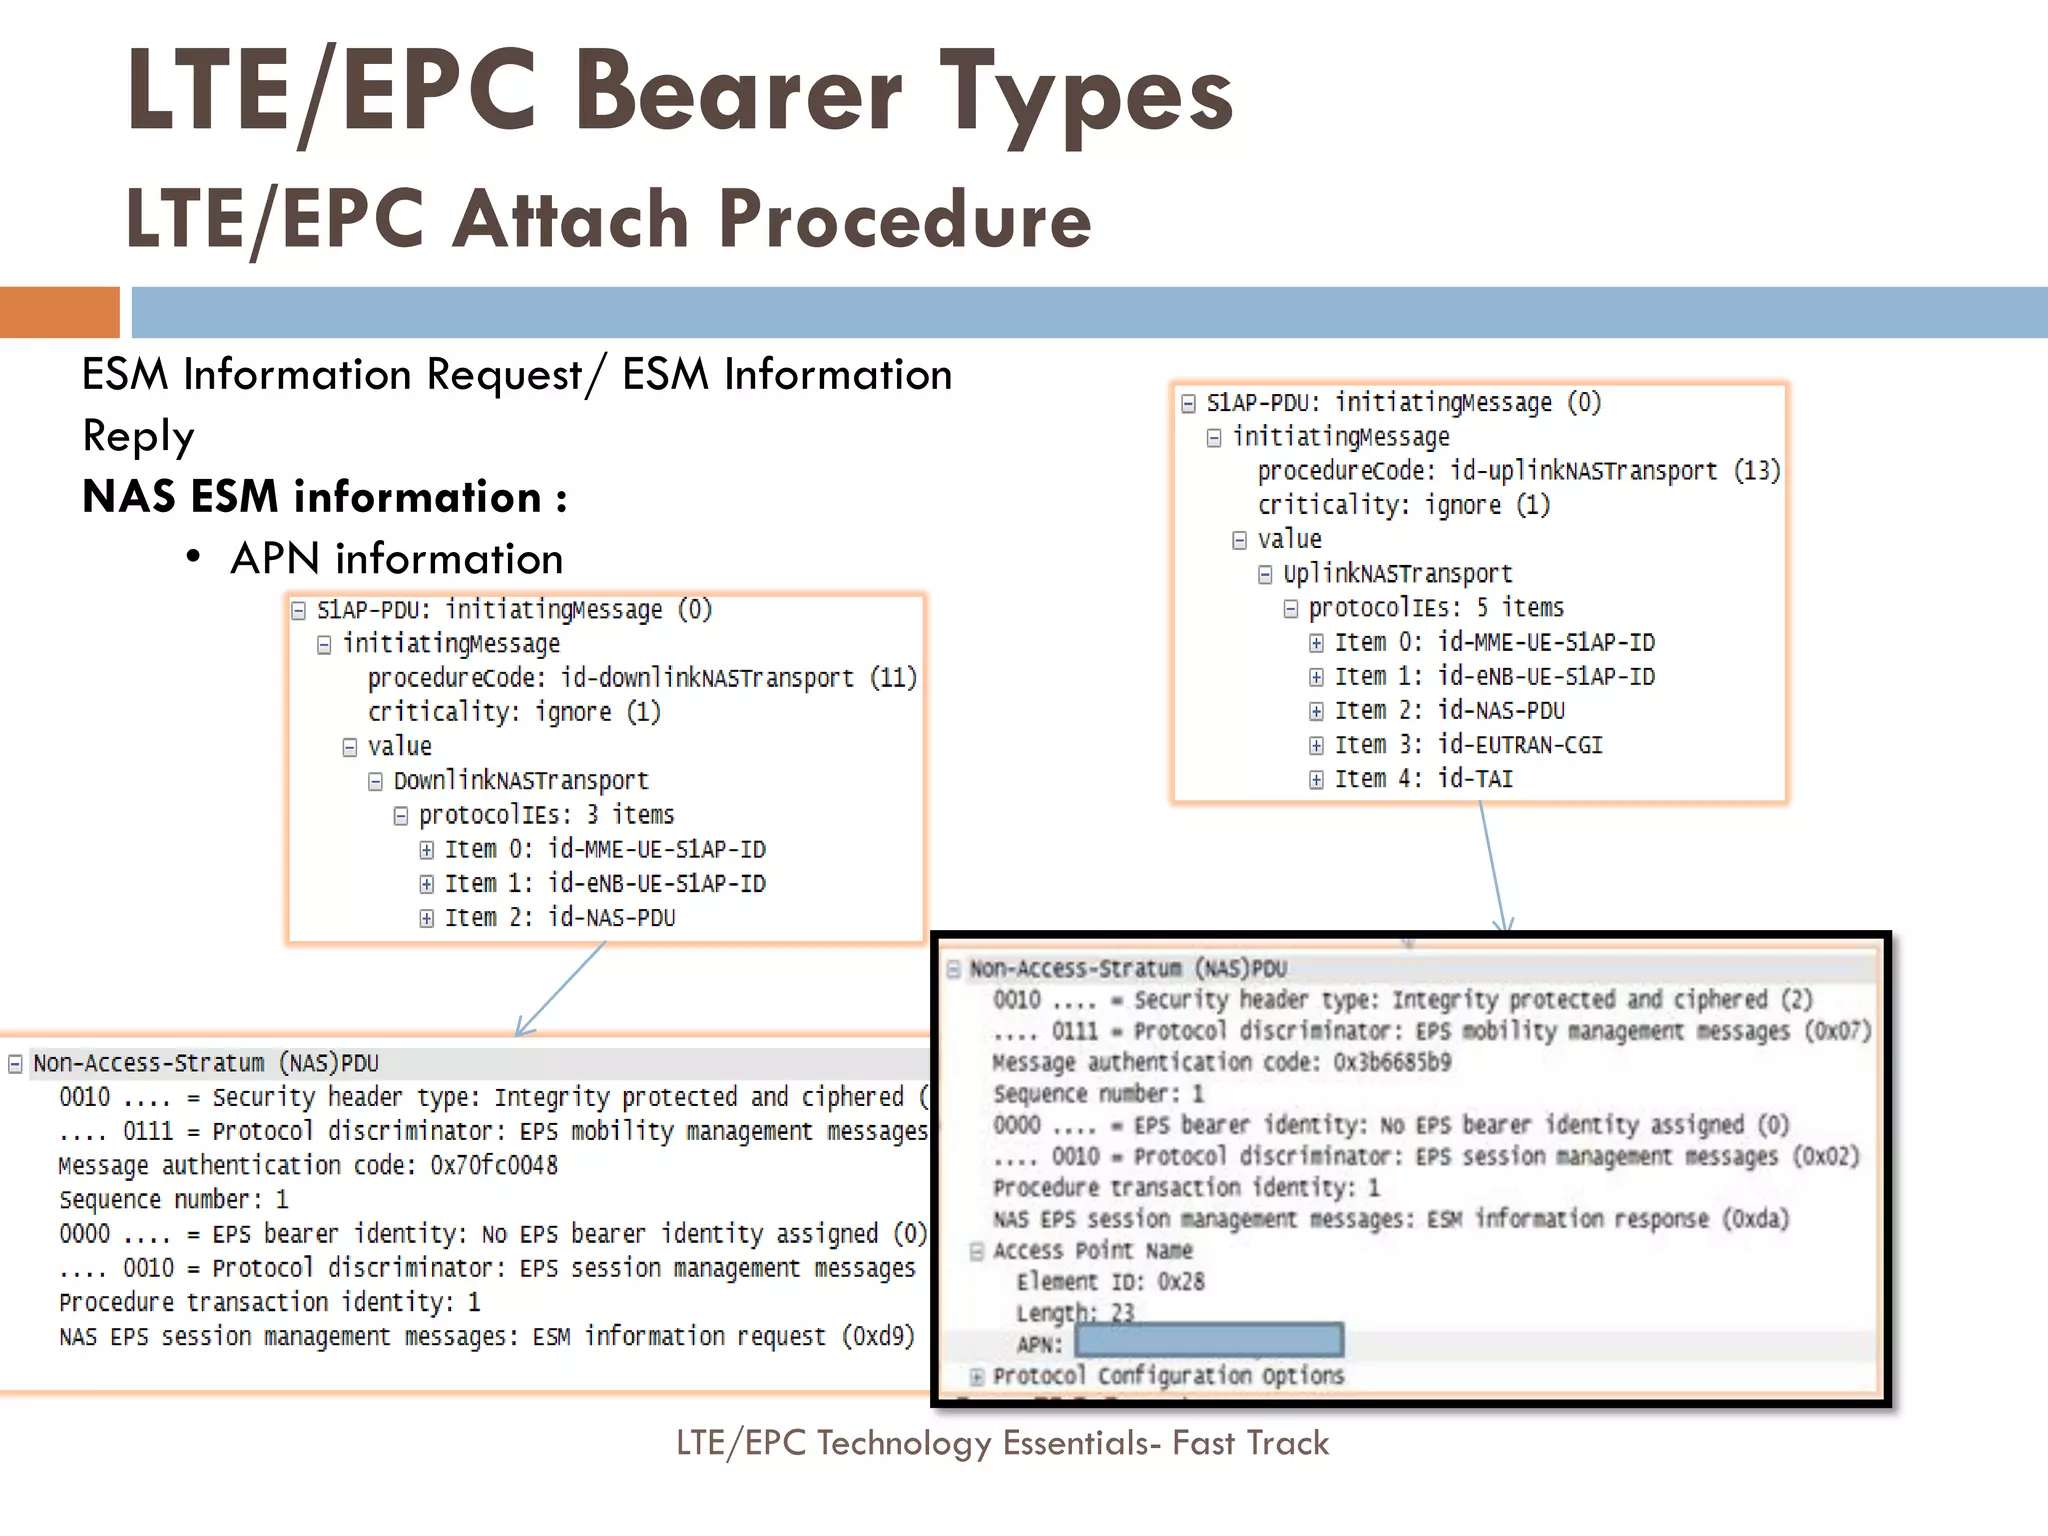 LTE/EPC Bearer Types
LTE/EPC Attach Procedure
ESM Information Request/ ESM Information
Reply
NAS ESM information :
• APN information
S1AP-PDU: initiatingMessage (0)
initiatingMessage
procedureCode: id-downlinkNASTransport (11)
criticality: ignore (1)
value
DownlinkNASTransport
protocolIEs: 3 items
Item 0: id-MME-UE-S1AP-ID
Item 1: id-eNB-UE-S1AP-ID
Item 2: id-NAS-PDU
Non-Access-Stratum (NAS)PDU
0010 .... = Security header type: Integrity protected and ciphered (
.... 0111 = Protocol discriminator: EPS mobility management messages
Message authentication code: 0x70fc0048
Sequence number: 1
0000 .... = EPS bearer identity: No EPS bearer identity assigned (0)
.... 0010 = Protocol discriminator: EPS session management messages
Procedure transaction identity: 1
NAS EPS session management messages: ESM information request (0xd9)
S1AP-PDU: initiatingMessage (0)
initiatingMessage
procedureCode: id-uplinkNASTransport (13)
criticality: ignore (1)
value
UplinkNASTransport
protocolIEs: 5 items
Item 0: id-MME-UE-S1AP-ID
Item 1: id-eNB-UE-S1AP-ID
Item 2: id-NAS-PDU
Item 3: id-EUTRAN-CGI
Item 4: id-TAI
Non-Access-Stratum (NAS)PDU
0010 .... = Security header type: Integrity protected and ciphered (2)
.... 0111 = Protocol discriminator: EPS mobility management messages (0x07)
Message authentication code: 0x3b6685b9
Sequence number: 1
0000 .... = EPS bearer identity: No EPS bearer identity assigned (0)
.... 0010 = Protocol discriminator: EPS session management messages (0x02)
Procedure transaction identity: 1
NAS EPS session management messages: ESM information response (0xda)
Access Point Name
Element ID: 0x28
Length: 23
APN:
Protocol Configuration Options
LTE/EPC Technology Essentials- Fast Track